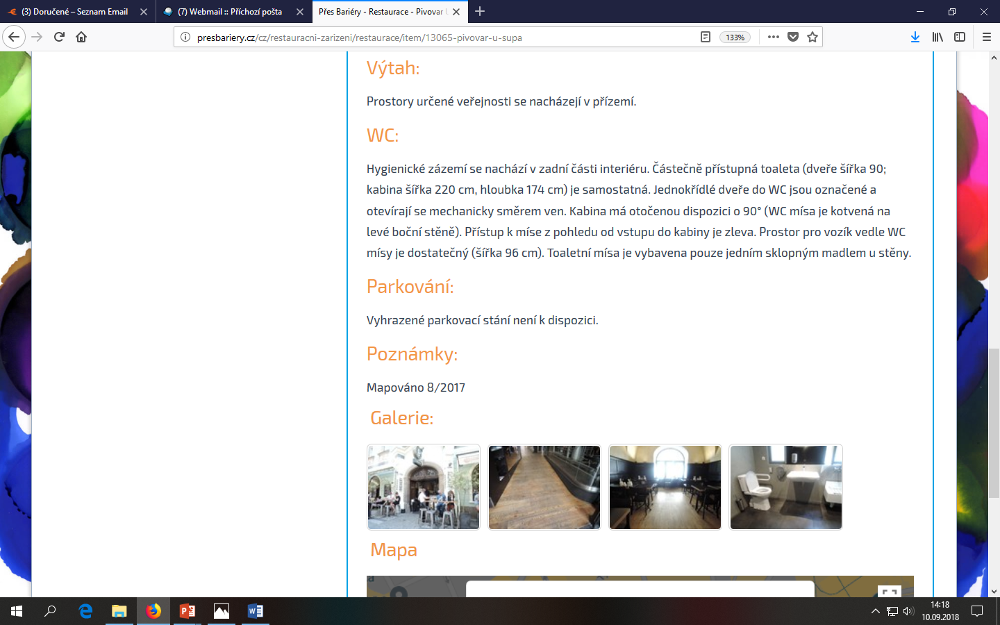 (3) Doručené – Seznam Email
(7) Webmail :: Příchozí pošta
Přes Bariéry - Restaurace - Pivovar U
presbariery.cz/cz/restauracni-zarizeni/restaurace/item/13065-pivovar-u-supa
133%
Výtah:
Prostory určené veřejnosti se nacházejí v přízemí.
WC:
Hygienické zázemí se nachází v zadní části interiéru. Částečně přístupná toaleta (dveře šířka 90;
kabina šířka 220 cm, hloubka 174 cm) je samostatná. Jednokřídlé dveře do WC jsou označené a
otevírají se mechanicky směrem ven. Kabina má otočenou dispozici o 90° (WC mísa je kotvená na
levé boční stěně). Přístup k míse z pohledu od vstupu do kabiny je zleva. Prostor pro vozík vedle WC
mísy je dostatečný (šířka 96 cm). Toaletní mísa je vybavena pouze jedním sklopným madlem u stěny.
Parkování:
Vyhrazené parkovací stání není k dispozici.
Poznámky:
Mapováno 8/2017
Galerie:
Mapa
14:18
10.09.2018